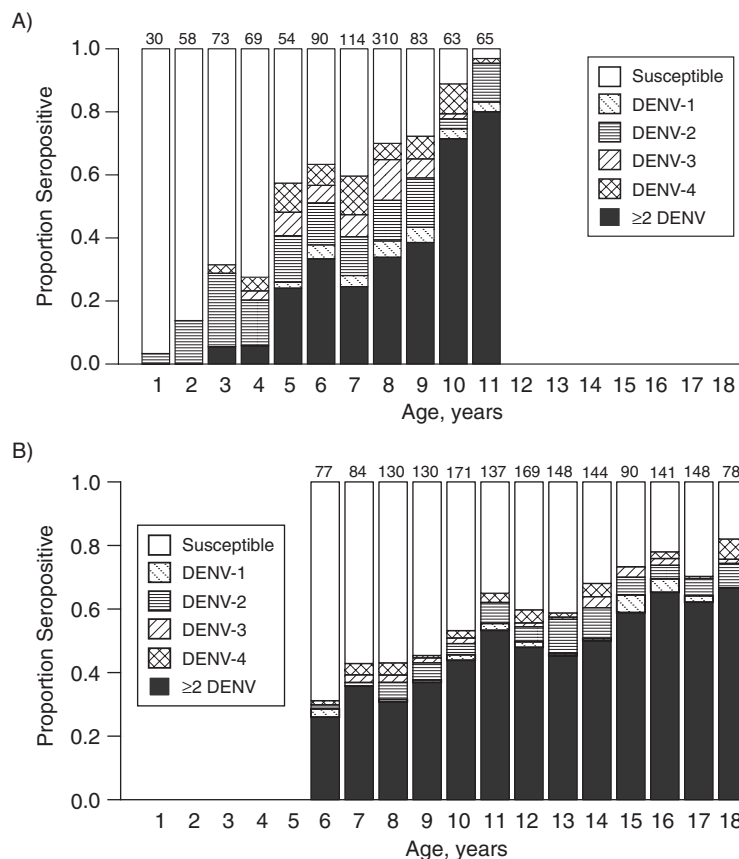 A)
30 58 73 69 54 90 114 310 83 63 65
1.0
0.8
0.6
0.4
0.2
0.0
Proportion Seropositive
Susceptible
DENV-1
DENV-2
DENV-3
DENV-4
≥2 DENV
1 2 3 4 5 6 7 8 9 10 11 12 13 14 15 16 17 18
Age, years
B)
77 84 130 130 171 137 169 148 144 90 141 148 78
1.0
0.8
0.6
0.4
0.2
0.0
Proportion Seropositive
Susceptible
DENV-1
DENV-2
DENV-3
DENV-4
≥2 DENV
1 2 3 4 5 6 7 8 9 10 11 12 13 14 15 16 17 18
Age, years